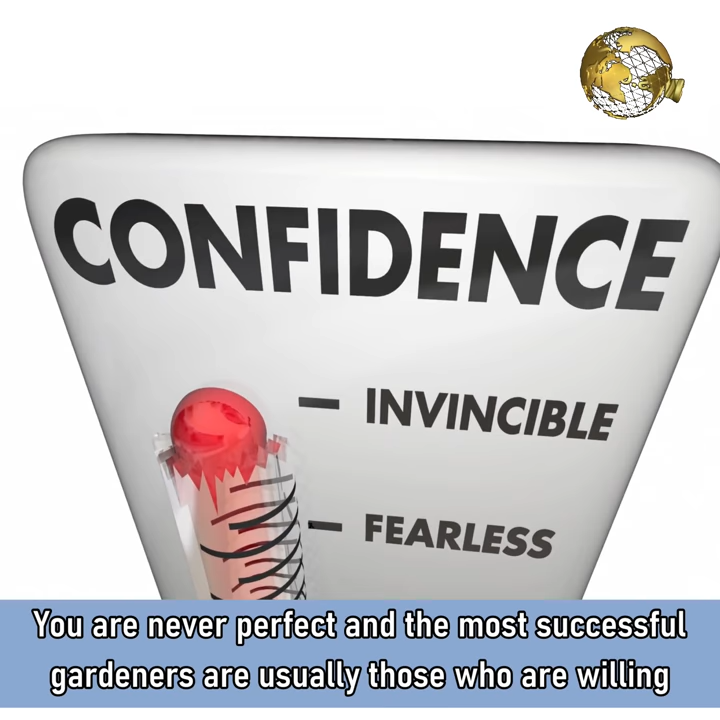 CONFIDENCE
INVINCIBLE
FEARLESS
You are never perfect and the most successful
gardeners are usually those who are willing